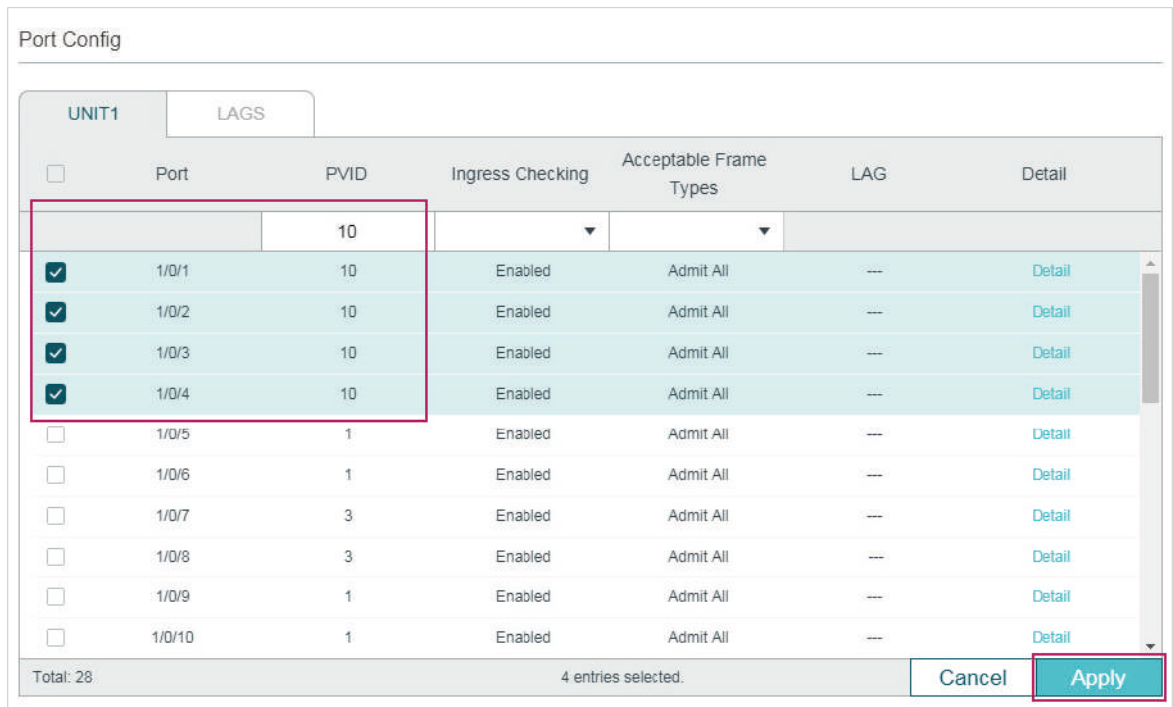 Port Config
UNIT1 LAGS
Port PVID Ingress Checking Acceptable Frame Types LAG Detail
10
1/0/1 10 Enabled Admit All --- Detail
1/0/2 10 Enabled Admit All --- Detail
1/0/3 10 Enabled Admit All --- Detail
1/0/4 10 Enabled Admit All --- Detail
1/0/5 1 Enabled Admit All --- Detail
1/0/6 1 Enabled Admit All --- Detail
1/0/7 3 Enabled Admit All --- Detail
1/0/8 3 Enabled Admit All --- Detail
1/0/9 1 Enabled Admit All --- Detail
1/0/10 1 Enabled Admit All --- Detail
Total: 28 4 entries selected. Cancel Apply